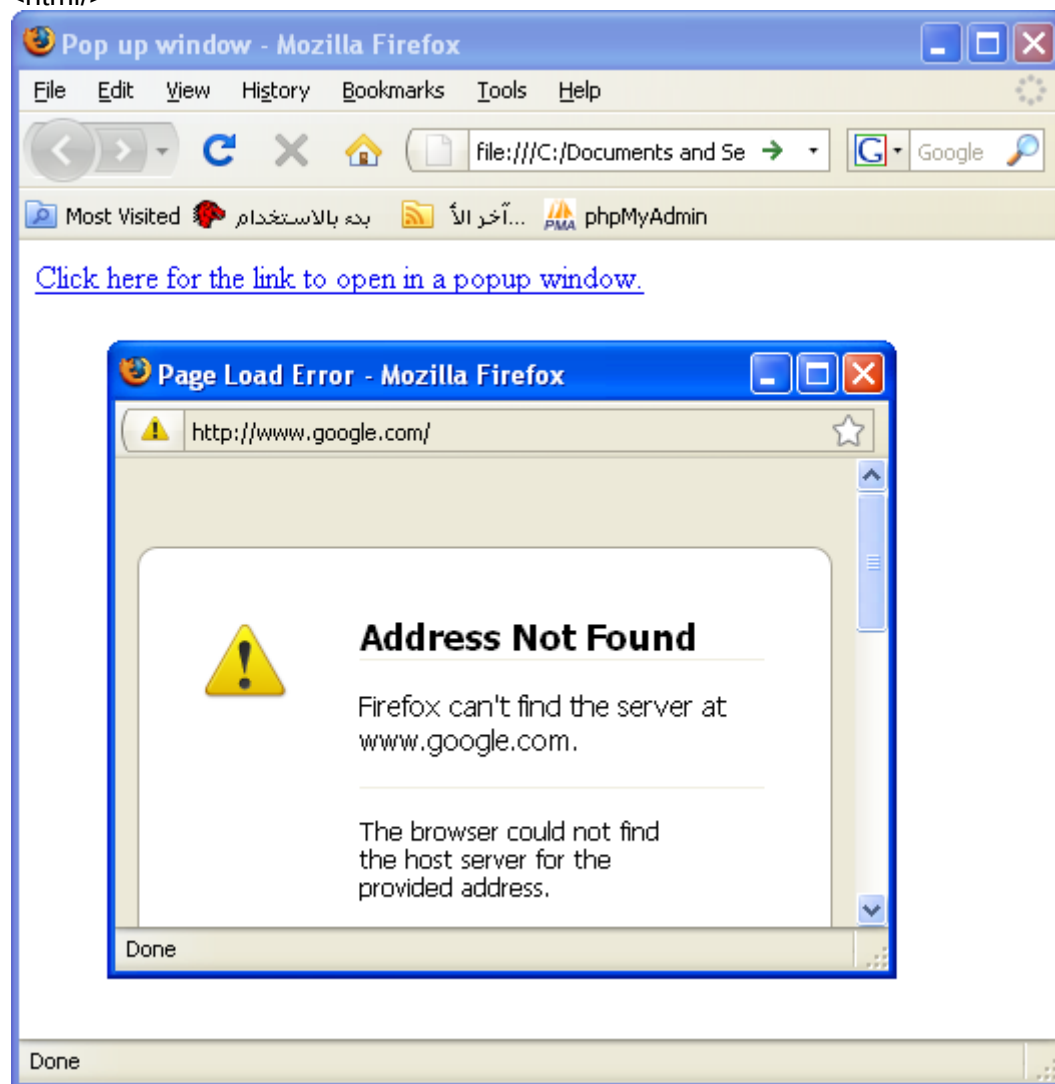 Pop up window - Mozilla Firefox
File Edit View History Bookmarks Tools Help
file:///C:/Documents and Se
G Google
Most Visited بدء بالاستخدام آخر الأ... PMA phpMyAdmin
Click here for the link to open in a popup window.
Page Load Error - Mozilla Firefox
http://www.google.com/
Address Not Found
Firefox can't find the server at
www.google.com.
The browser could not find
the host server for the
provided address.
Done
Done